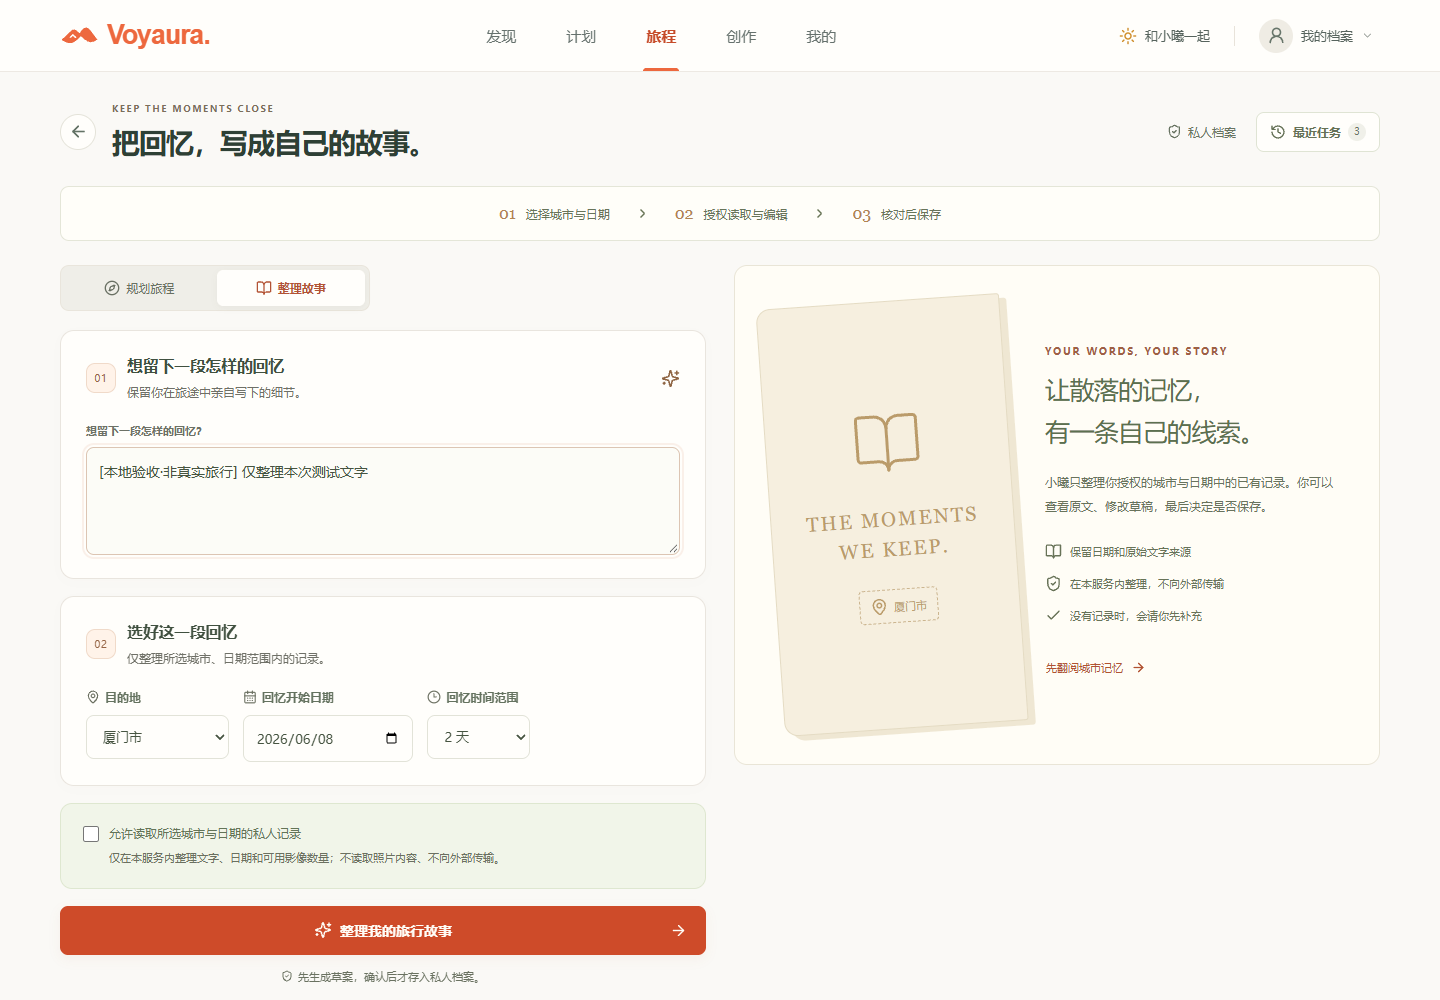 Voyaura.
发现 计划 旅程 创作 我的
和小曦一起 我的档案
KEEP THE MOMENTS CLOSE
把回忆，写成自己的故事。
私人档案 最近任务 3
01 选择城市与日期 02 授权读取与编辑 03 核对后保存
规划旅程 整理故事
01 想留下一段怎样的回忆
保留你在旅途中亲自写下的细节。
想留下一段怎样的回忆?
[本地验收·非真实旅行] 仅整理本次测试文字
02 选好这一段回忆
仅整理所选城市、日期范围内的记录。
目的地 回忆开始日期 回忆时间范围
厦门市 2026/06/08 2 天
允许读取所选城市与日期的私人记录
仅在本服务内整理文字、日期和可用影像数量；不读取照片内容、不向外部传输。
整理我的旅行故事
先生成草案，确认后才存入私人档案。
THE MOMENTS
WE KEEP.
厦门市
YOUR WORDS, YOUR STORY
让散落的记忆，
有一条自己的线索。
小曦只整理你授权的城市与日期中的已有记录。你可以
查看原文、修改草稿，最后决定是否保存。
保留日期和原始文字来源
在本服务内整理，不向外部传输
没有记录时，会请你先补充
先翻阅城市记忆